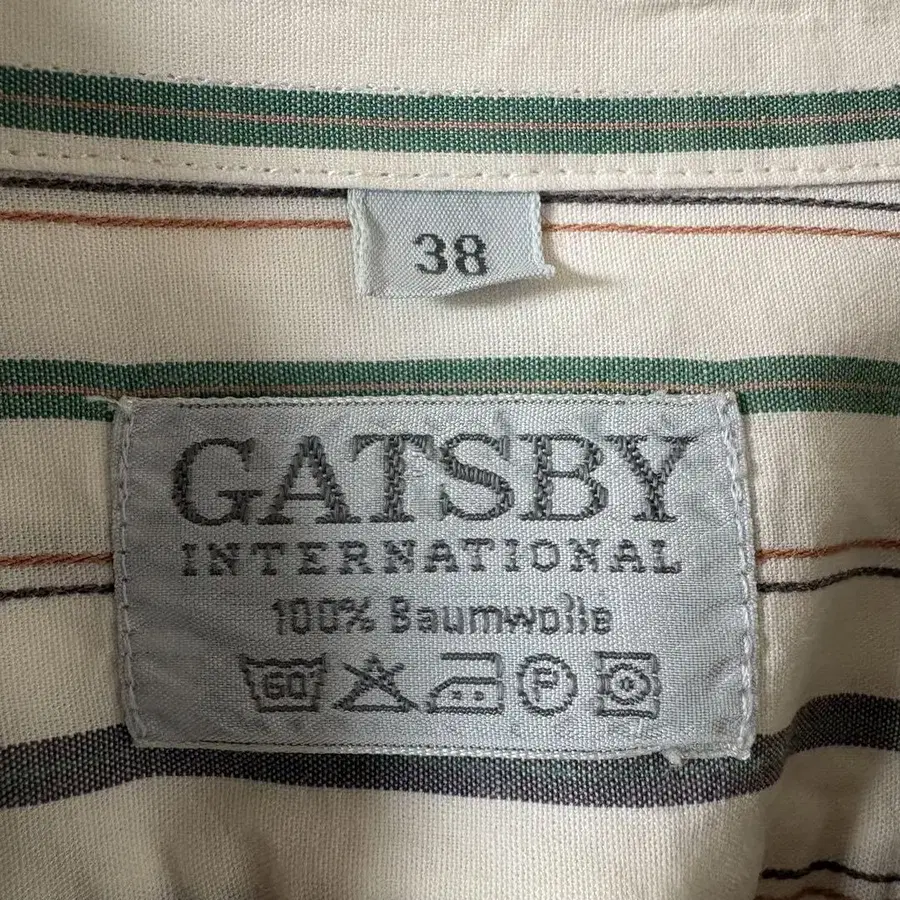 38
GATSBY
INTERNATIONAL
100% Baumwolle
60 P